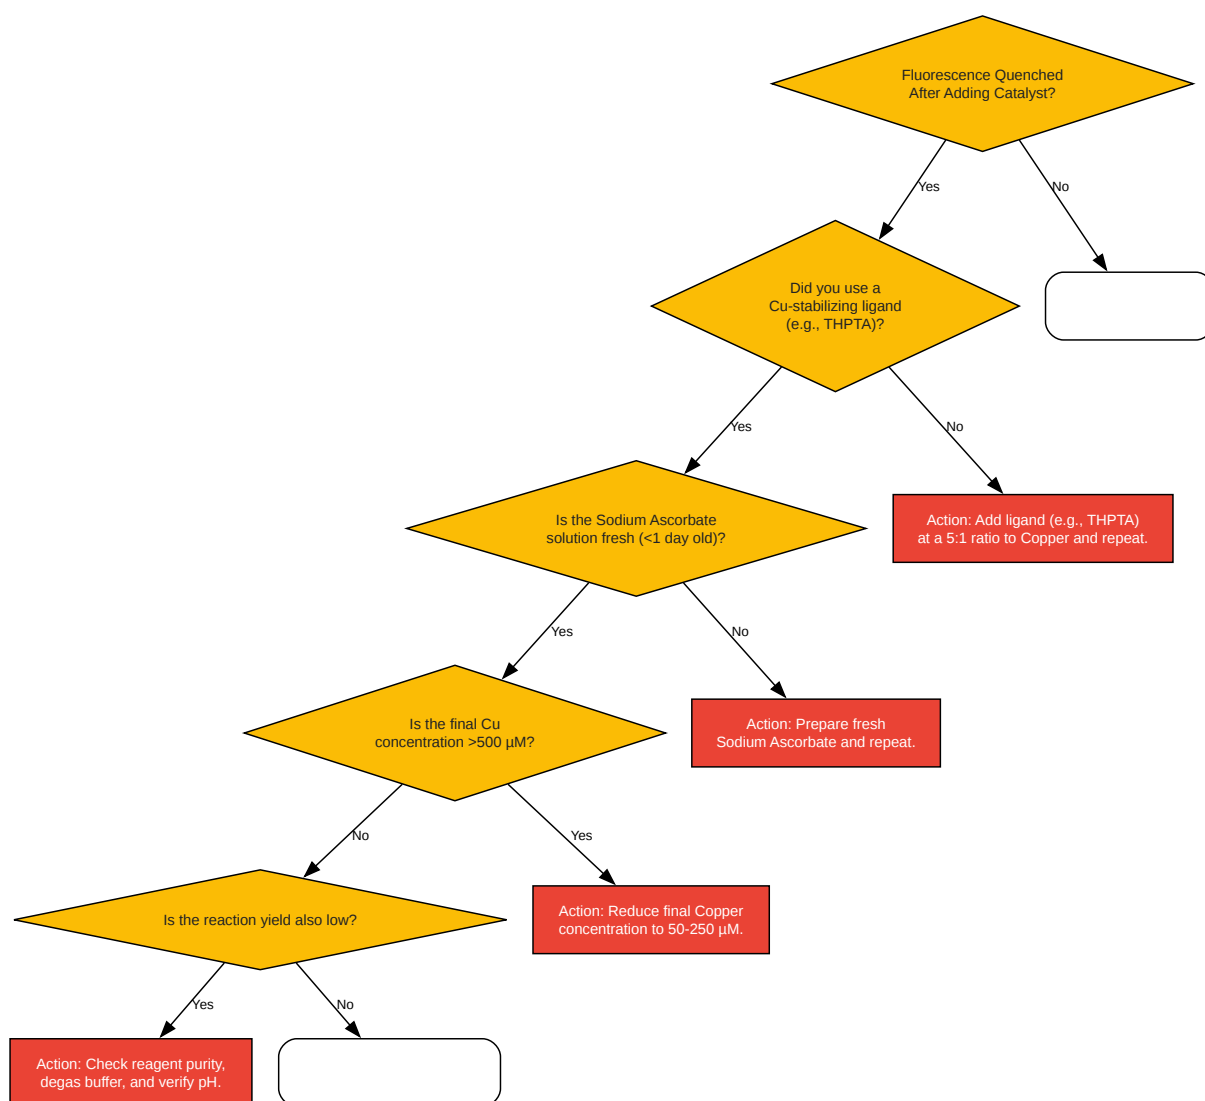 Fluorescence Quenched
After Adding Catalyst?
Yes
No
Did you use a
Cu-stabilizing ligand
(e.g., THPTA)?
Yes
No
Is the Sodium Ascorbate
solution fresh (<1 day old)?
Action: Add ligand (e.g., THPTA)
at a 5:1 ratio to Copper and repeat.
Yes
No
Is the final Cu
concentration >500 µM?
Action: Prepare fresh
Sodium Ascorbate and repeat.
No
Yes
Is the reaction yield also low?
Action: Reduce final Copper
concentration to 50-250 µM.
Yes
No
Action: Check reagent purity,
degas buffer, and verify pH.